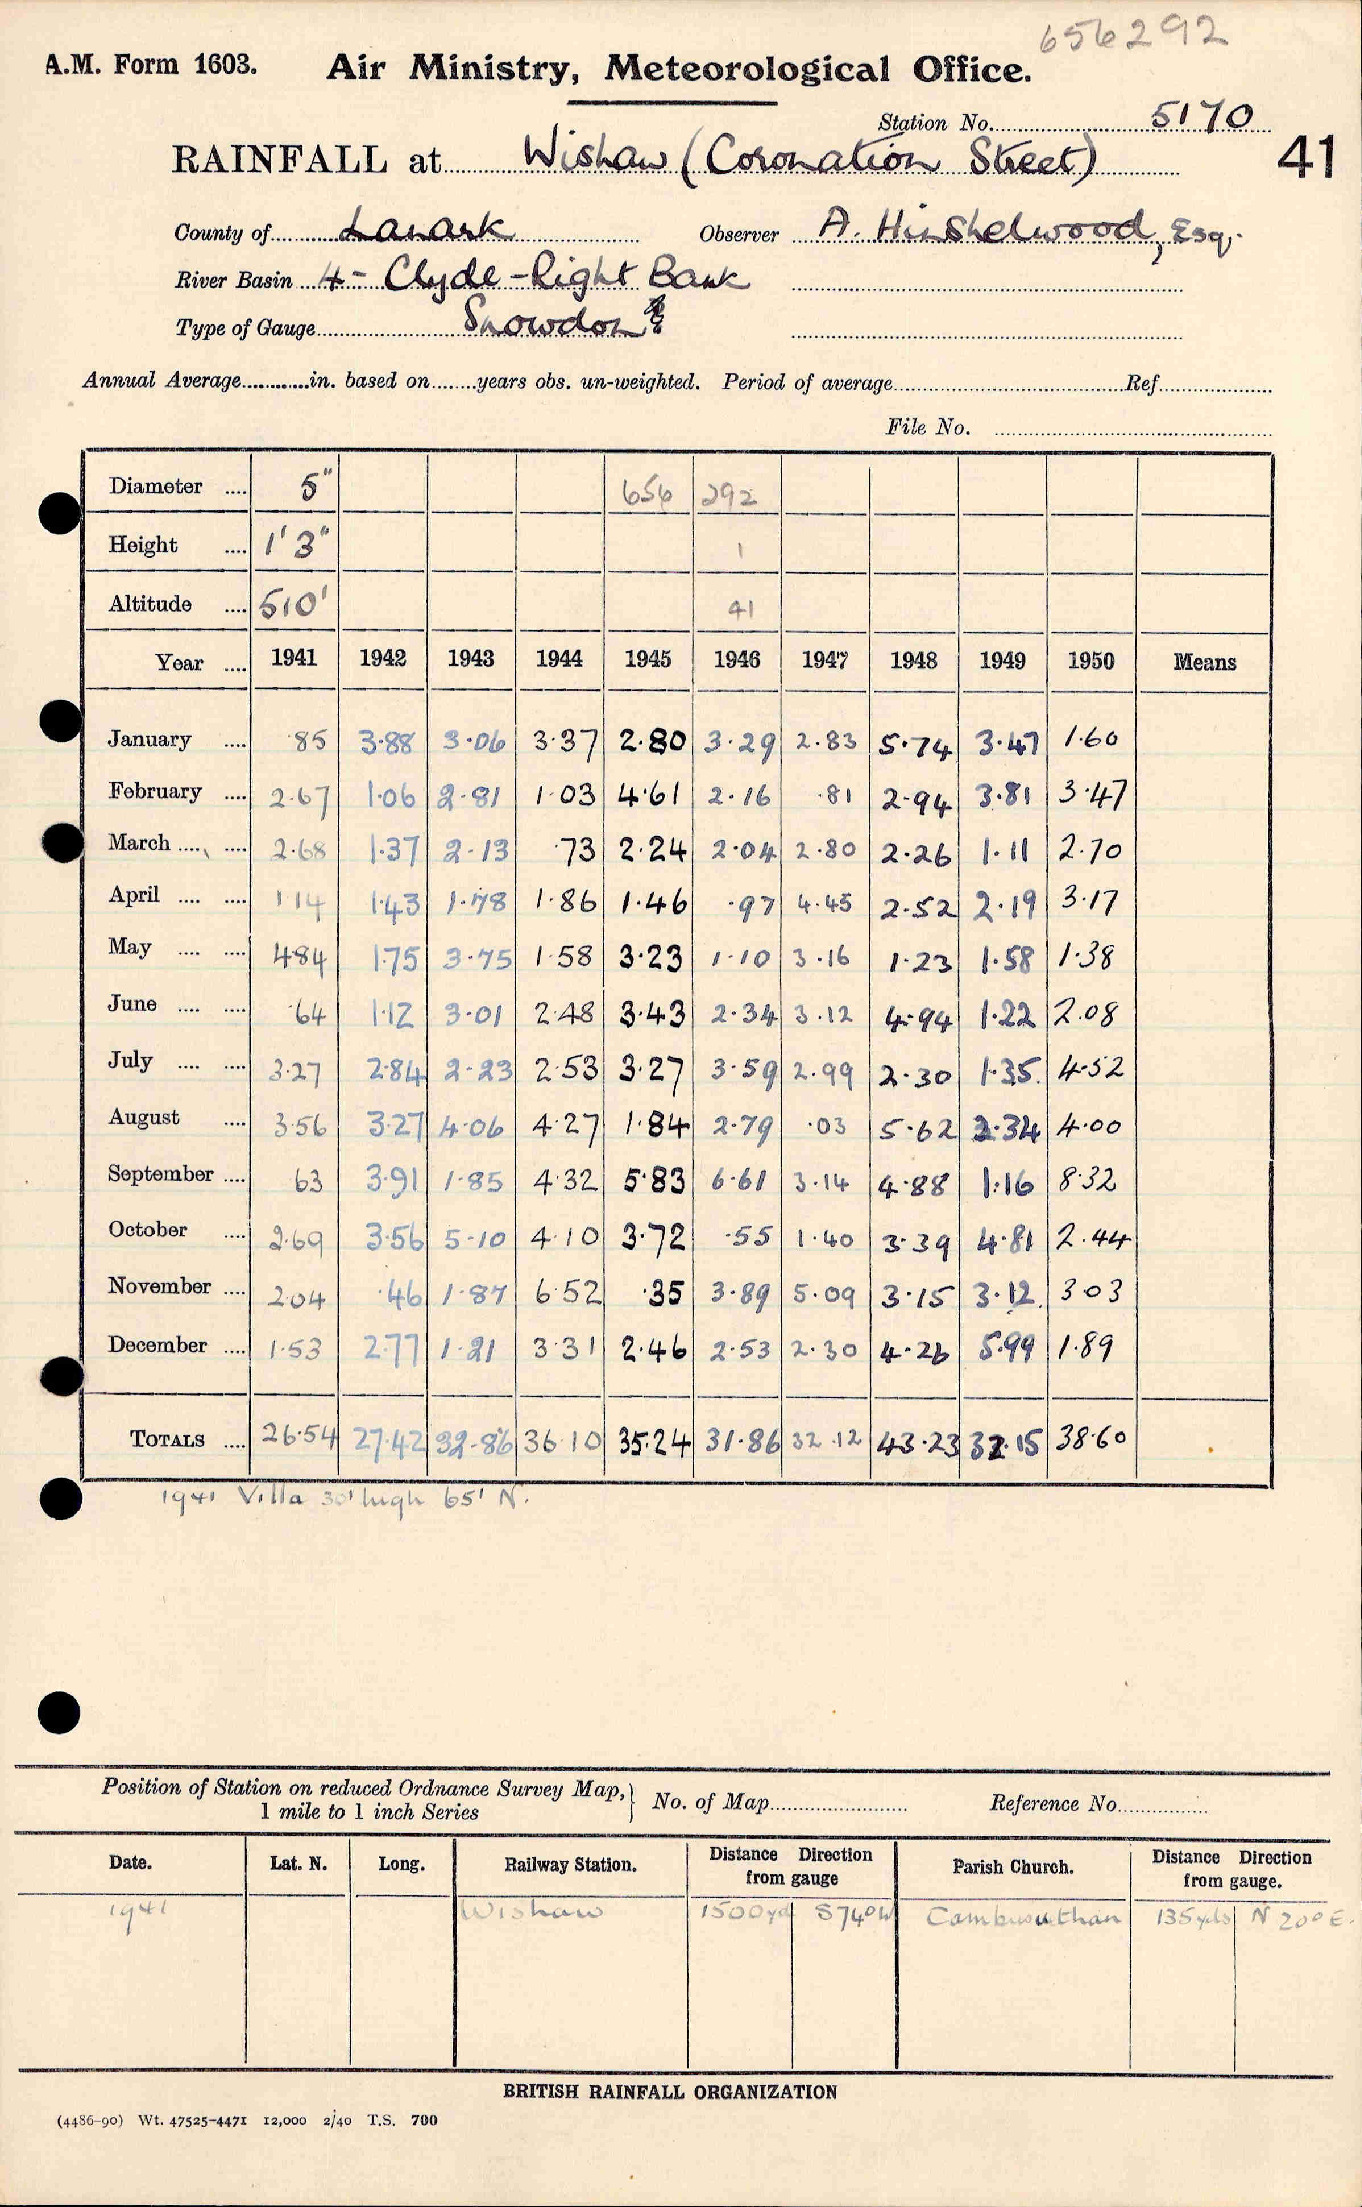 656292
A.M. Form 1603. Air Ministry, Meteorological Office.
Station No. 5170
RAINFALL at Wishaw (Coronation Street) 41
County of Lanark Observer A. Hinshelwood, Esq.
River Basin 4 - Clyde - Right Bank
Type of Gauge Snowdon
Annual Average............in. based on........years obs. un-weighted. Period of average.................... Ref....................
File No. ....................
Diameter .... 5" 656 292
Height .... 1' 3" 1
Altitude .... 510' 41
Year .... 1941 1942 1943 1944 1945 1946 1947 1948 1949 1950 Means
January .... ·85 3·88 3·06 3·37 2·80 3·29 2·83 5·74 3·47 1·60
February .... 2·67 1·06 2·81 1·03 4·61 2·16 ·81 2·94 3·81 3·47
March .... .... 2·68 1·37 2·13 ·73 2·24 2·04 2·80 2·26 1·11 2·70
April .... .... 1 14 1·43 1·78 1·86 1·46 ·97 4·45 2·52 2·19 3·17
May .... .... 4·84 1·75 3·75 1·58 3·23 1·10 3·16 1·23 1·58 1·38
June .... .... ·64 1·12 3·01 2·48 3·43 2·34 3·12 4·94 1·22 2·08
July .... .... 3·27 2·84 2·23 2·53 3·27 3·59 2·99 2·30 1·35 4·52
August .... 3·56 3·27 4·06 4·27 1·84 2·79 ·03 5·62 2·34 4·00
September .... 63 3·91 1·85 4·32 5·83 6·61 3·14 4·88 1·16 8·32
October .... 2·69 3·56 5·10 4·10 3·72 ·55 1·40 3·39 4·81 2·44
November .... 2·04 ·46 1·87 6·52 ·35 3·89 5·09 3·15 3·12 3·03
December .... 1·53 2·77 1·21 3·31 2·46 2·53 2·30 4·26 5·99 1·89
TOTALS .... 26·54 27·42 32·86 36·10 35·24 31·86 32·12 43·23 32·15 38·60
1941 Villa 30' high 65' N.
Position of Station on reduced Ordnance Survey Map, 1 mile to 1 inch Series } No. of Map.................... Reference No....................
Date. Lat. N. Long. Railway Station. Distance Direction from gauge Parish Church. Distance Direction from gauge.
1941 Wishaw 1500yd S 74° W Cambusnethan 135yds N 20° E.
BRITISH RAINFALL ORGANIZATION
(4486-90) Wt. 47525-4471 12,000 2/40 T.S. 700